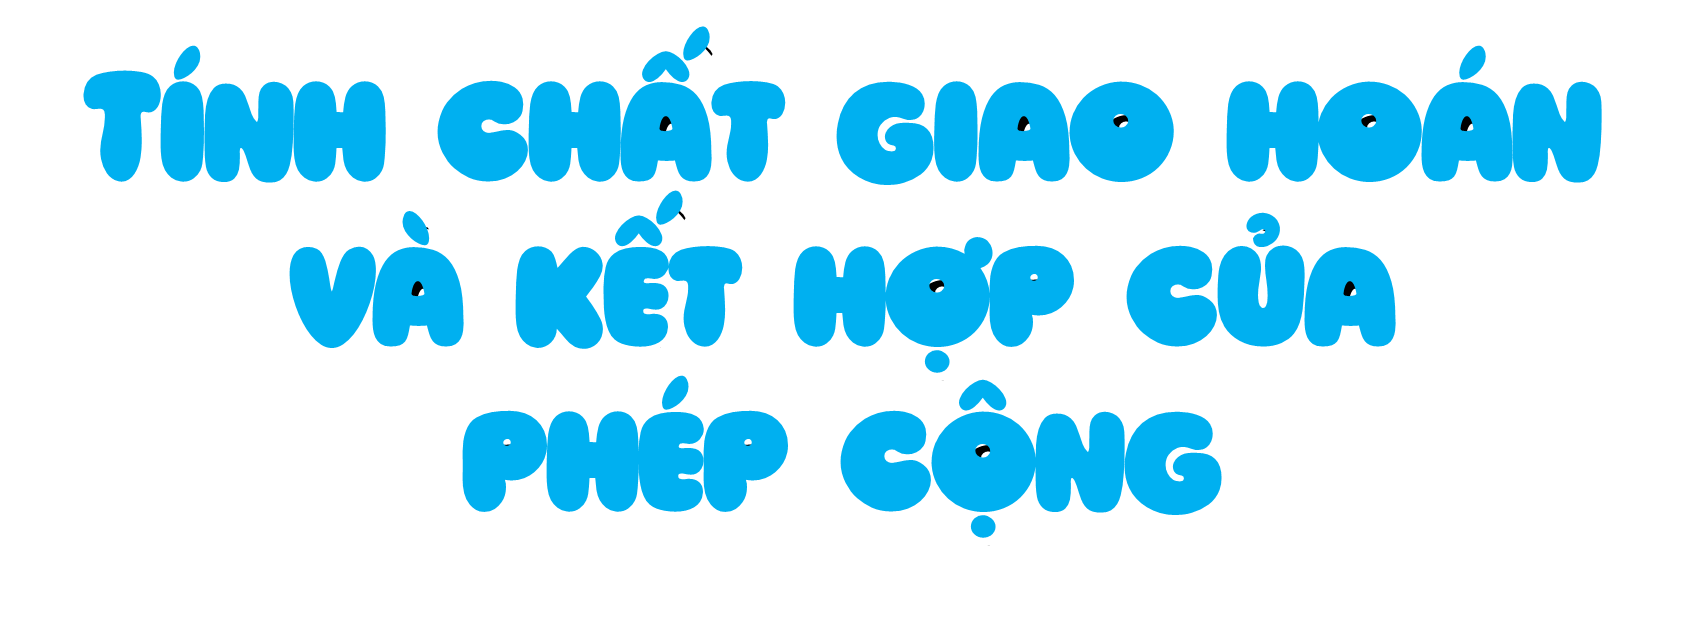 TÍNH CHẤT GIAO HOÁN
VÀ KẾT HỢP CỦA
PHÉP CỘNG